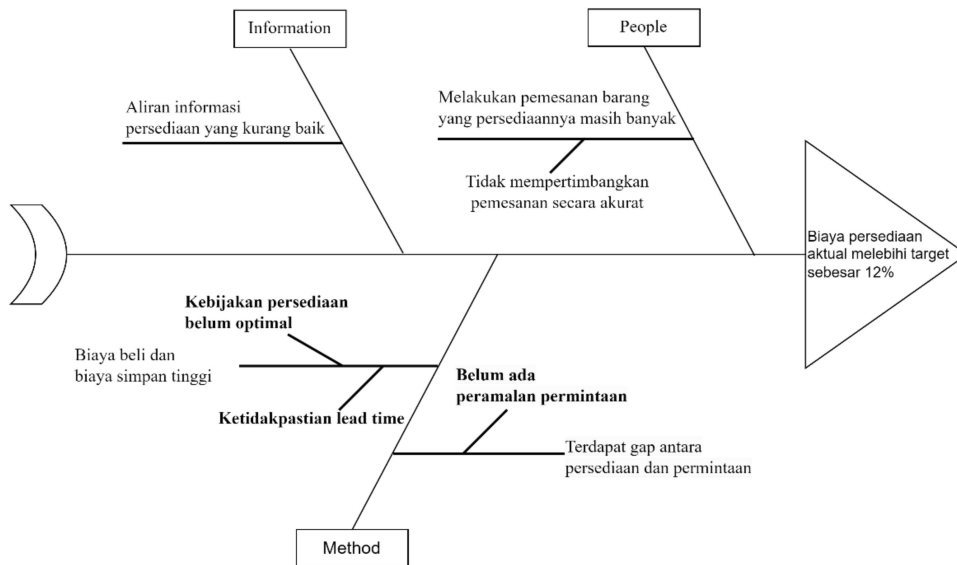 Information
People
Aliran informasi
persediaan yang kurang baik
Melakukan pemesanan barang
yang persediaannya masih banyak
Tidak mempertimbangkan
pemesanan secara akurat
Biaya persediaan
aktual melebihi target
sebesar 12%
Kebijakan persediaan
belum optimal
Biaya beli dan
biaya simpan tinggi
Ketidakpastian lead time
Belum ada
peramalan permintaan
Terdapat gap antara
persediaan dan permintaan
Method